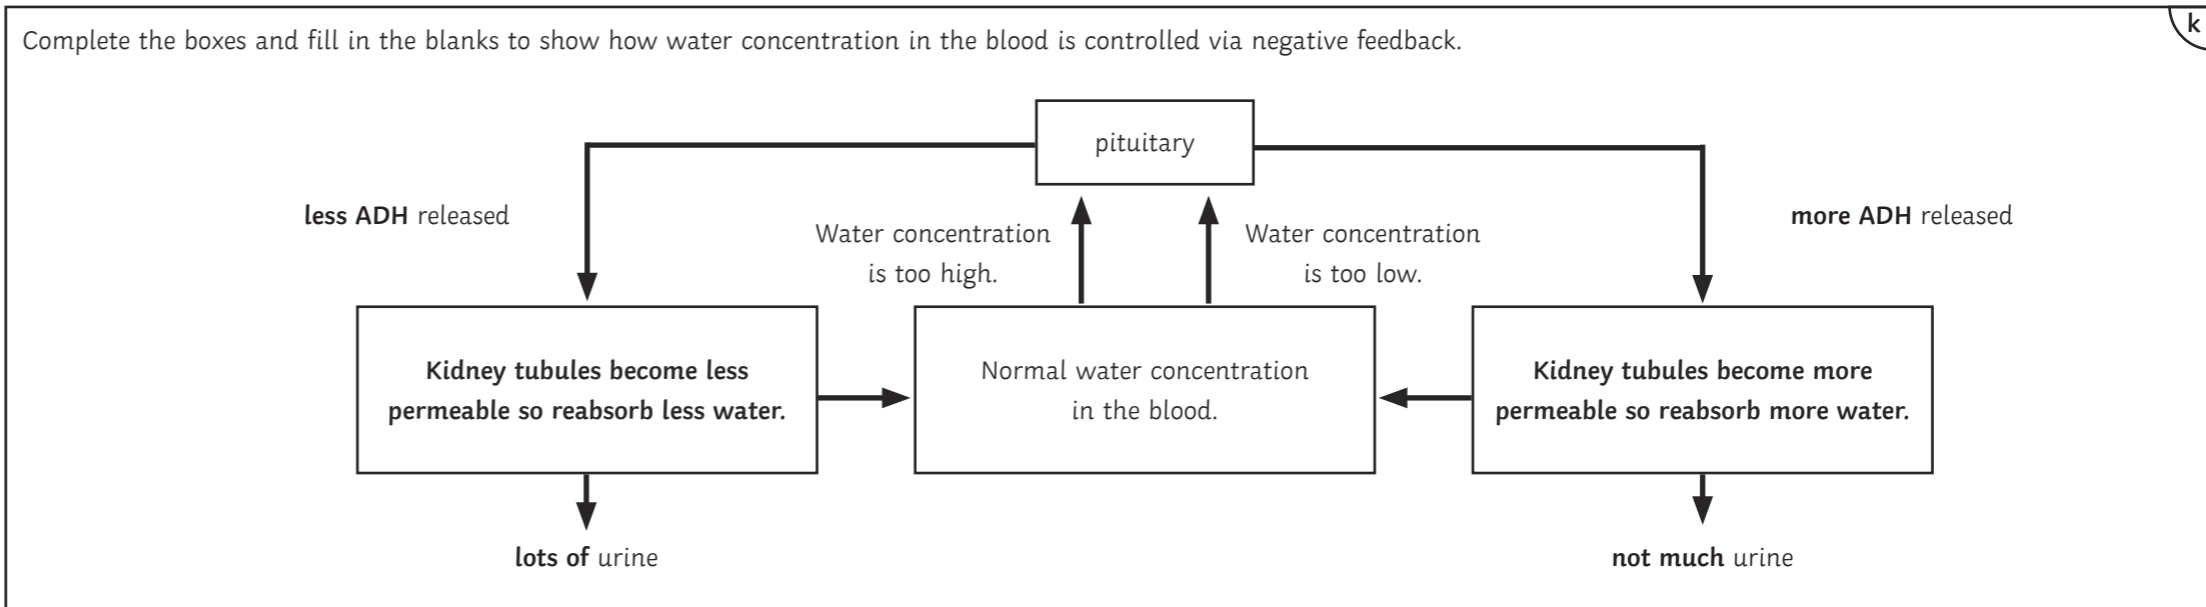 Complete the boxes and fill in the blanks to show how water concentration in the blood is controlled via negative feedback.
k
pituitary
less ADH released
Water concentration
is too high.
Water concentration
is too low.
more ADH released
Kidney tubules become less
permeable so reabsorb less water.
Normal water concentration
in the blood.
Kidney tubules become more
permeable so reabsorb more water.
lots of urine
not much urine